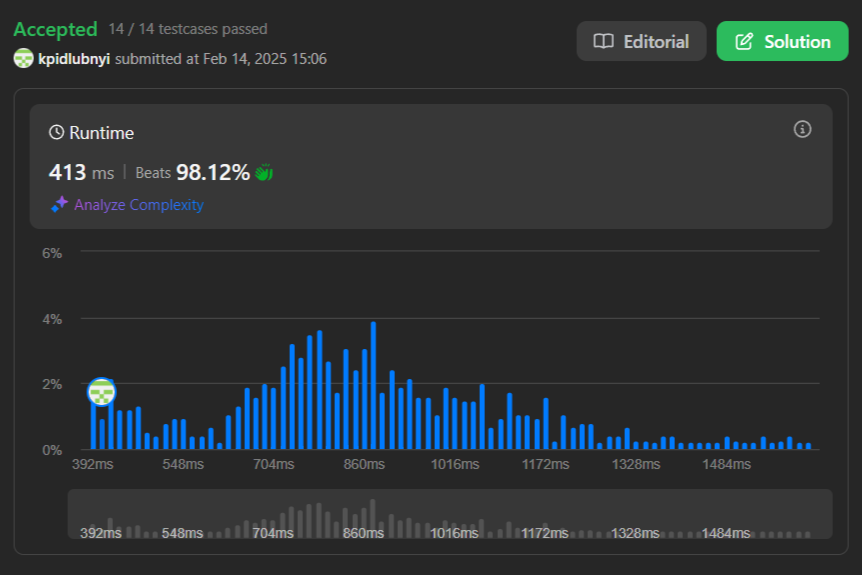 Accepted 14 / 14 testcases passed
kpidlubnyi submitted at Feb 14, 2025 15:06
Editorial
Solution
Runtime
413 ms | Beats 98.12%
Analyze Complexity
6%
4%
2%
0%
392ms 548ms 704ms 860ms 1016ms 1172ms 1328ms 1484ms
392ms 548ms 704ms 860ms 1016ms 1172ms 1328ms 1484ms